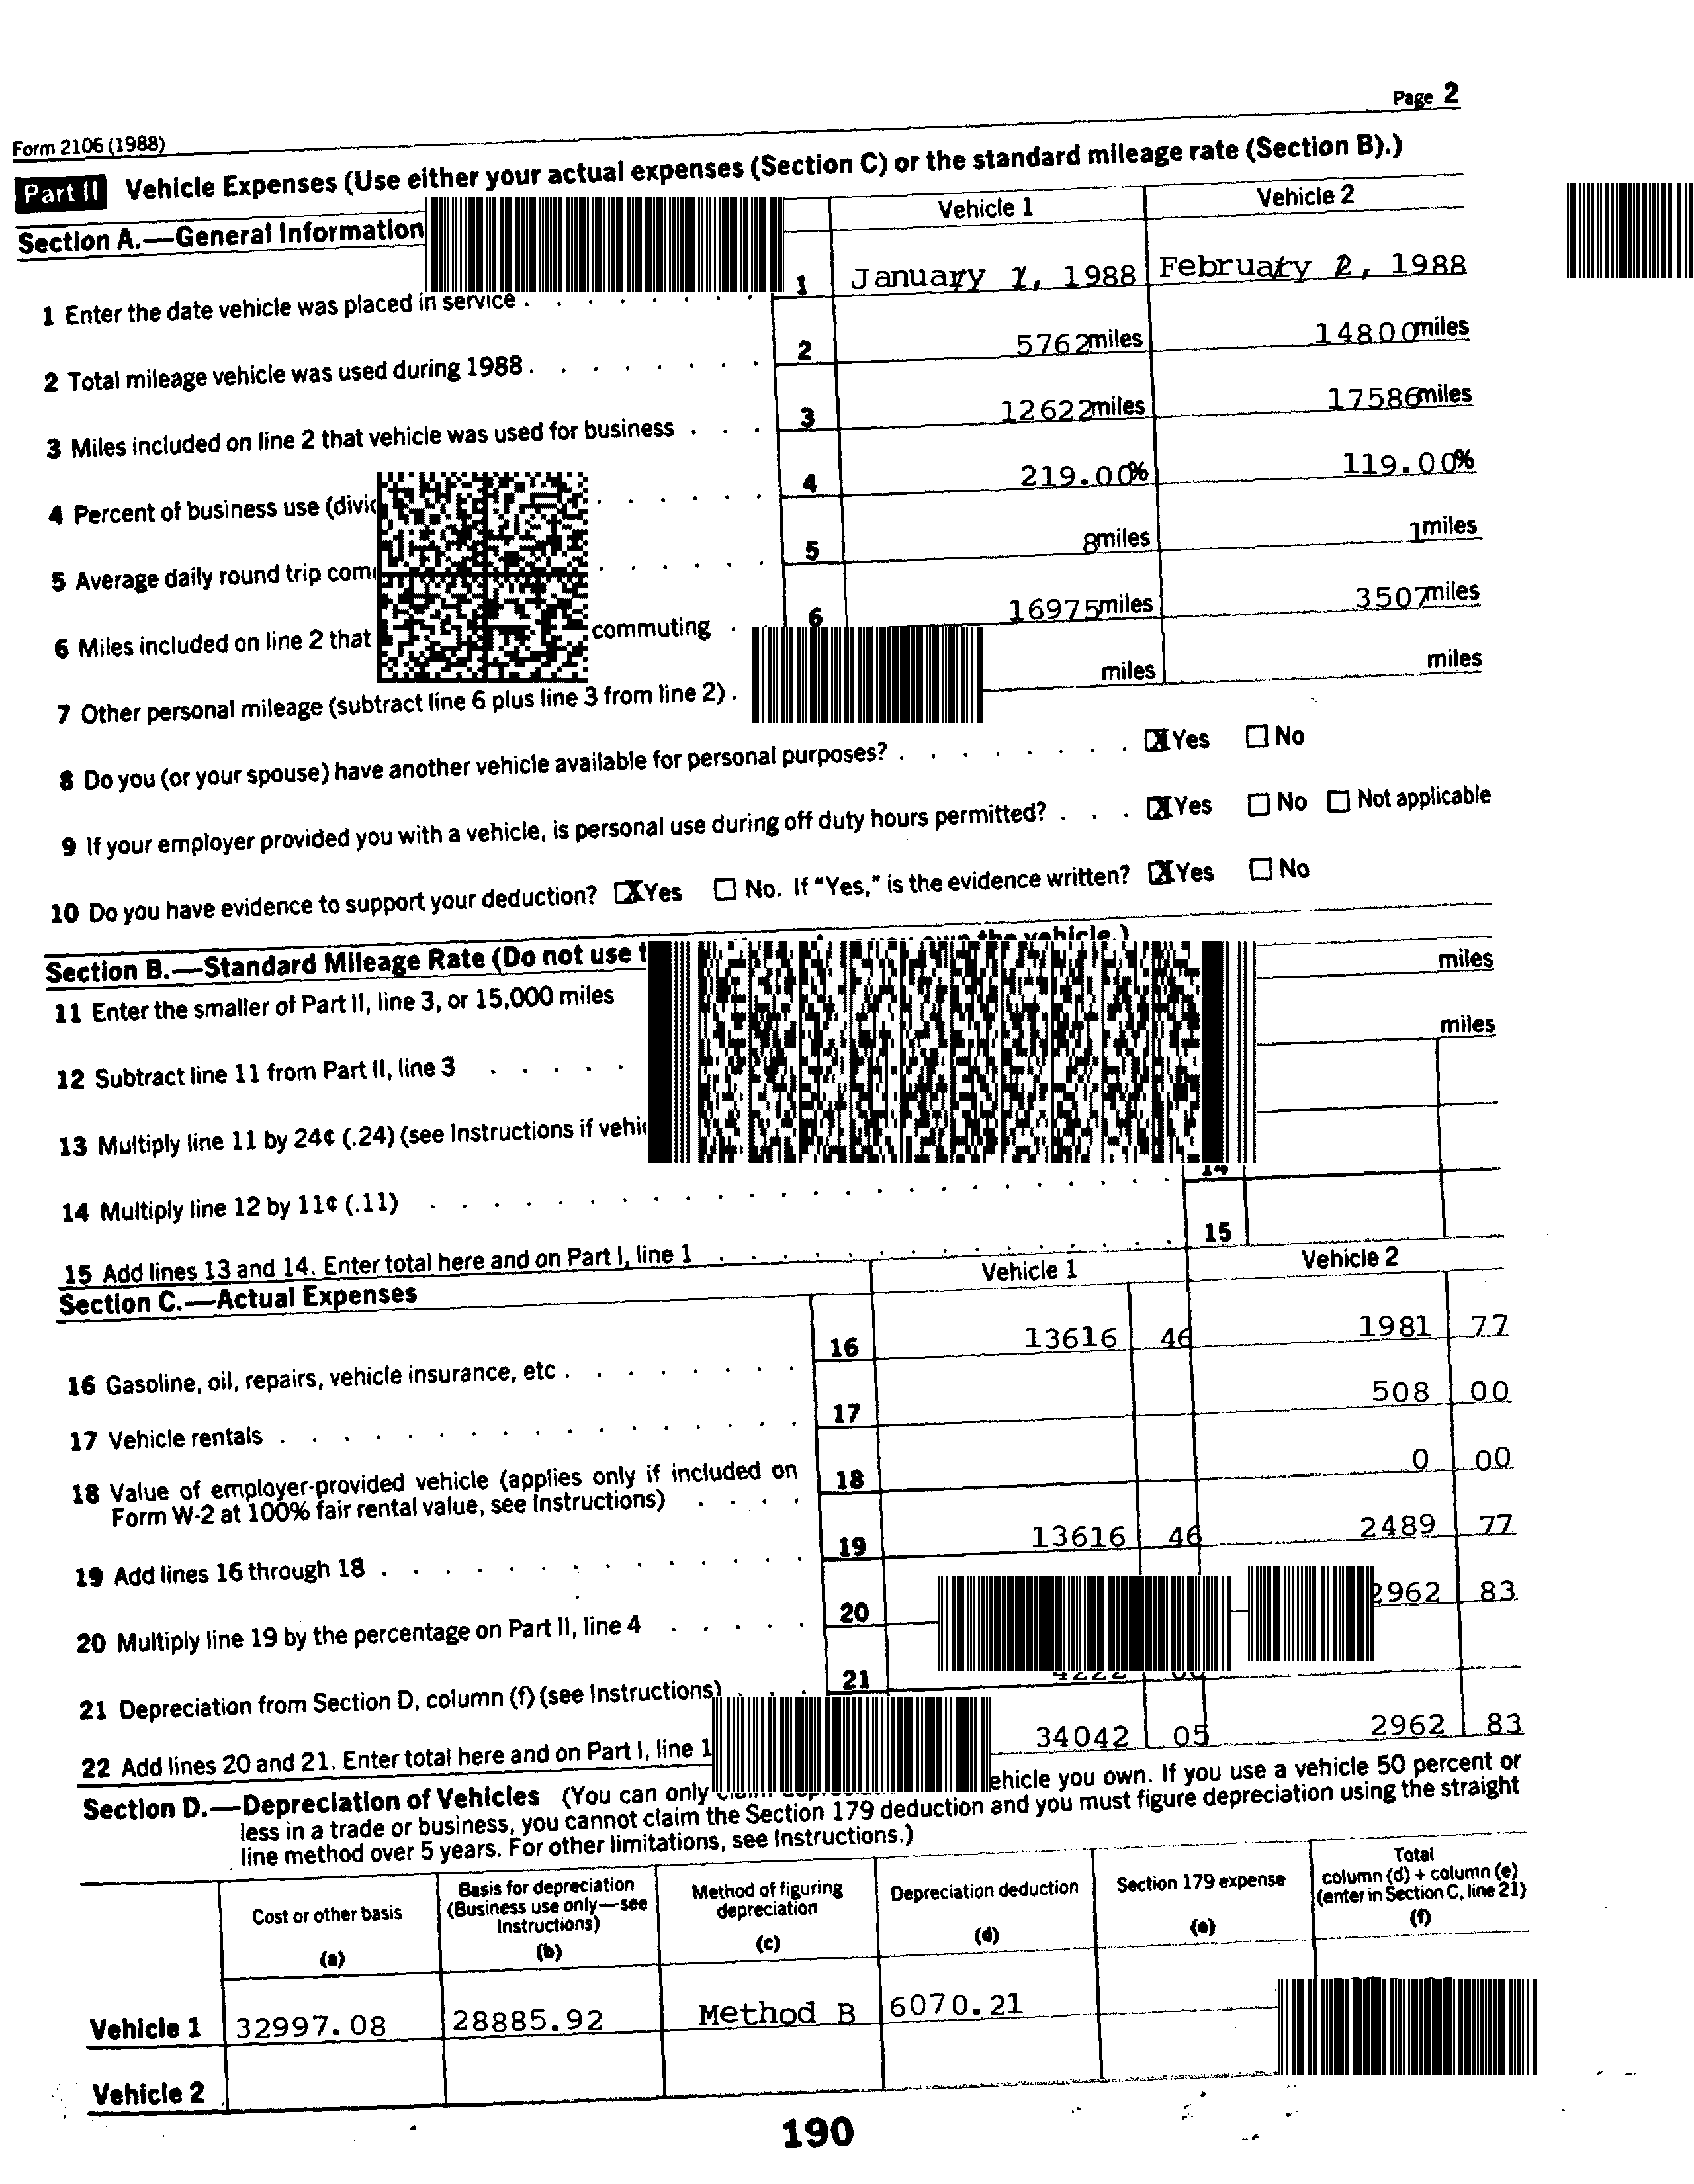 Page 2
Form 2106 (1988)
Part II Vehicle Expenses (Use either your actual expenses (Section C) or the standard mileage rate (Section B).)
Section A.—General Information Vehicle 1 Vehicle 2
1 Enter the date vehicle was placed in service . . . . . . . . 1 January 1, 1988 February 2, 1988
2 Total mileage vehicle was used during 1988 . . . . . . . . 2 5762 miles 14800 miles
3 Miles included on line 2 that vehicle was used for business . . . 3 12622 miles 17586 miles
4 Percent of business use . . . . . . 4 219.00% 119.00%
5 Average daily round trip . . . . . . 5 8 miles 1 miles
6 Miles included on line 2 that commuting . 6 16975 miles 3507 miles
7 Other personal mileage (subtract line 6 plus line 3 from line 2) . miles miles
8 Do you (or your spouse) have another vehicle available for personal purposes? . . . . . . . . X Yes No
9 If your employer provided you with a vehicle, is personal use during off duty hours permitted? . . . X Yes No Not applicable
10 Do you have evidence to support your deduction? X Yes No. If "Yes," is the evidence written? X Yes No
Section B.—Standard Mileage Rate (Do not use the vehicle.)
11 Enter the smaller of Part II, line 3, or 15,000 miles miles
12 Subtract line 11 from Part II, line 3 . . . . . miles
13 Multiply line 11 by 24¢ (.24) (see Instructions if
14 Multiply line 12 by 11¢ (.11) . . . . . . . . . . . . . . . . . . . . . . . . 14
15 Add lines 13 and 14. Enter total here and on Part I, line 1 . . . . . . . . . . . . . . . 15
Section C.—Actual Expenses Vehicle 1 Vehicle 2
16 Gasoline, oil, repairs, vehicle insurance, etc . . . . . . . . 16 13616 46 1981 77
17 Vehicle rentals . . . . . . . . . . . . . . . . 17 508 00
18 Value of employer-provided vehicle (applies only if included on
Form W-2 at 100% fair rental value, see Instructions) . . . . 18 0 00
19 Add lines 16 through 18 . . . . . . . . . . . . . 19 13616 46 2489 77
20 Multiply line 19 by the percentage on Part II, line 4 . . . . . 20 2962 83
21 Depreciation from Section D, column (f) (see Instructions) . . . 21
22 Add lines 20 and 21. Enter total here and on Part I, line 1 34042 05 2962 83
Section D.—Depreciation of Vehicles (You can only vehicle you own. If you use a vehicle 50 percent or
less in a trade or business, you cannot claim the Section 179 deduction and you must figure depreciation using the straight
line method over 5 years. For other limitations, see Instructions.)
Cost or other basis (a) Basis for depreciation (Business use only—see Instructions) (b) Method of figuring depreciation (c) Depreciation deduction (d) Section 179 expense (e) Total column (d) + column (e) (enter in Section C, line 21) (f)
Vehicle 1 32997.08 28885.92 Method B 6070.21
Vehicle 2
190